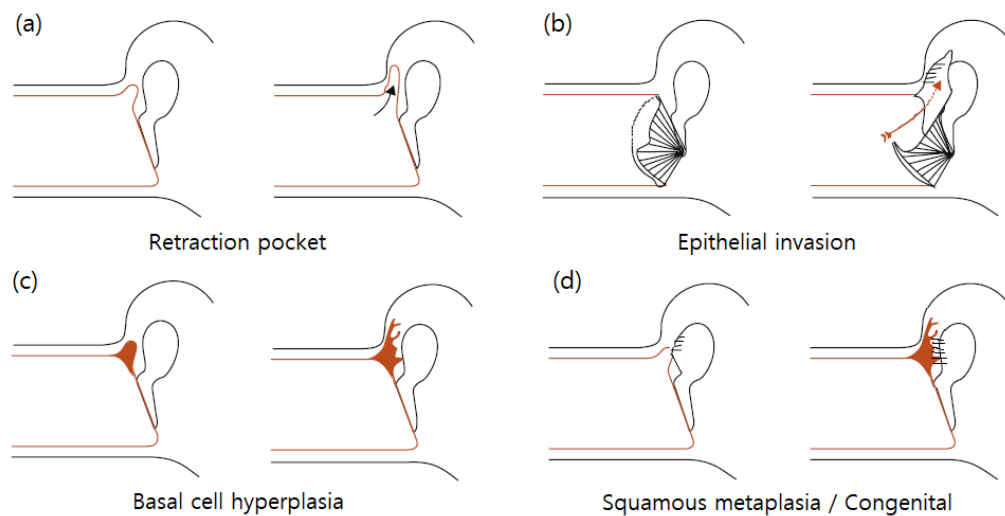 (a)
(b)
Retraction pocket
Epithelial invasion
(c)
(d)
Basal cell hyperplasia
Squamous metaplasia / Congenital